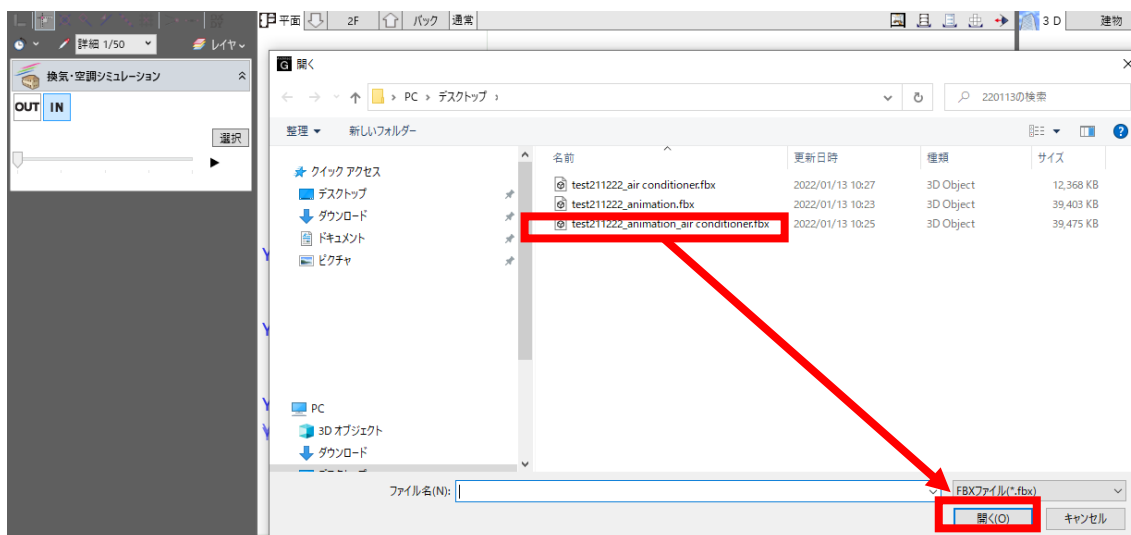 平面 2F バック 通常 3 D 建物
詳細 1/50 レイヤ
換気・空調シミュレーション
OUT IN
選択
開く
PC デスクトップ
220113の検索
整理 新しいフォルダー
名前 更新日時 種類 サイズ
クイック アクセス
デスクトップ
ダウンロード
ドキュメント
ピクチャ
PC
3D オブジェクト
ダウンロード
test211222_air conditioner.fbx 2022/01/13 10:27 3D Object 12,368 KB
test211222_animation.fbx 2022/01/13 10:23 3D Object 39,403 KB
test211222_animation_air conditioner.fbx 2022/01/13 10:25 3D Object 39,475 KB
ファイル名(N): FBXファイル(*.fbx)
開く(O) キャンセル